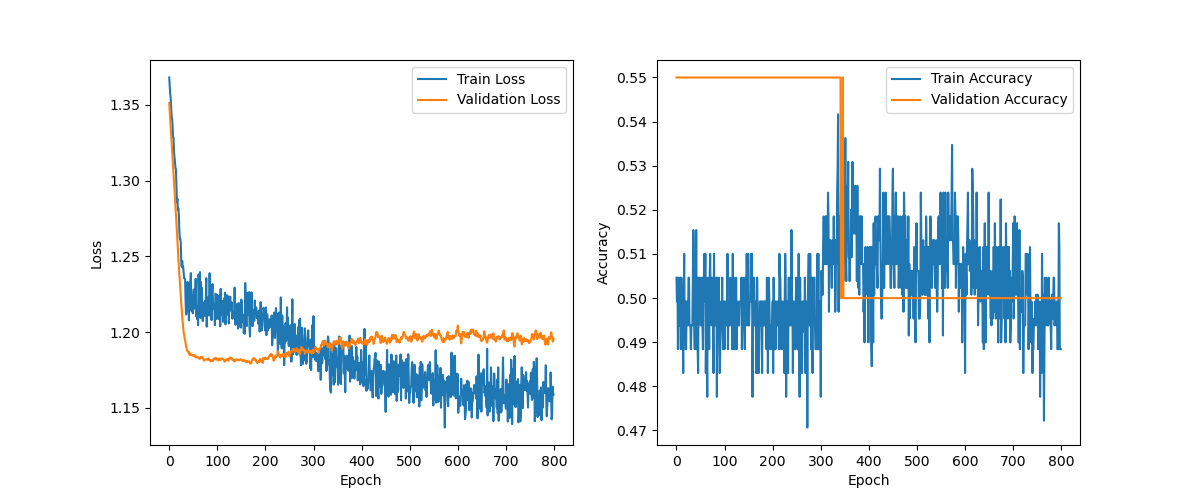 Train Loss
Validation Loss
1.35
1.30
1.25
1.20
1.15
Loss
0 100 200 300 400 500 600 700 800
Epoch
Train Accuracy
Validation Accuracy
0.55
0.54
0.53
0.52
0.51
0.50
0.49
0.48
0.47
Accuracy
0 100 200 300 400 500 600 700 800
Epoch